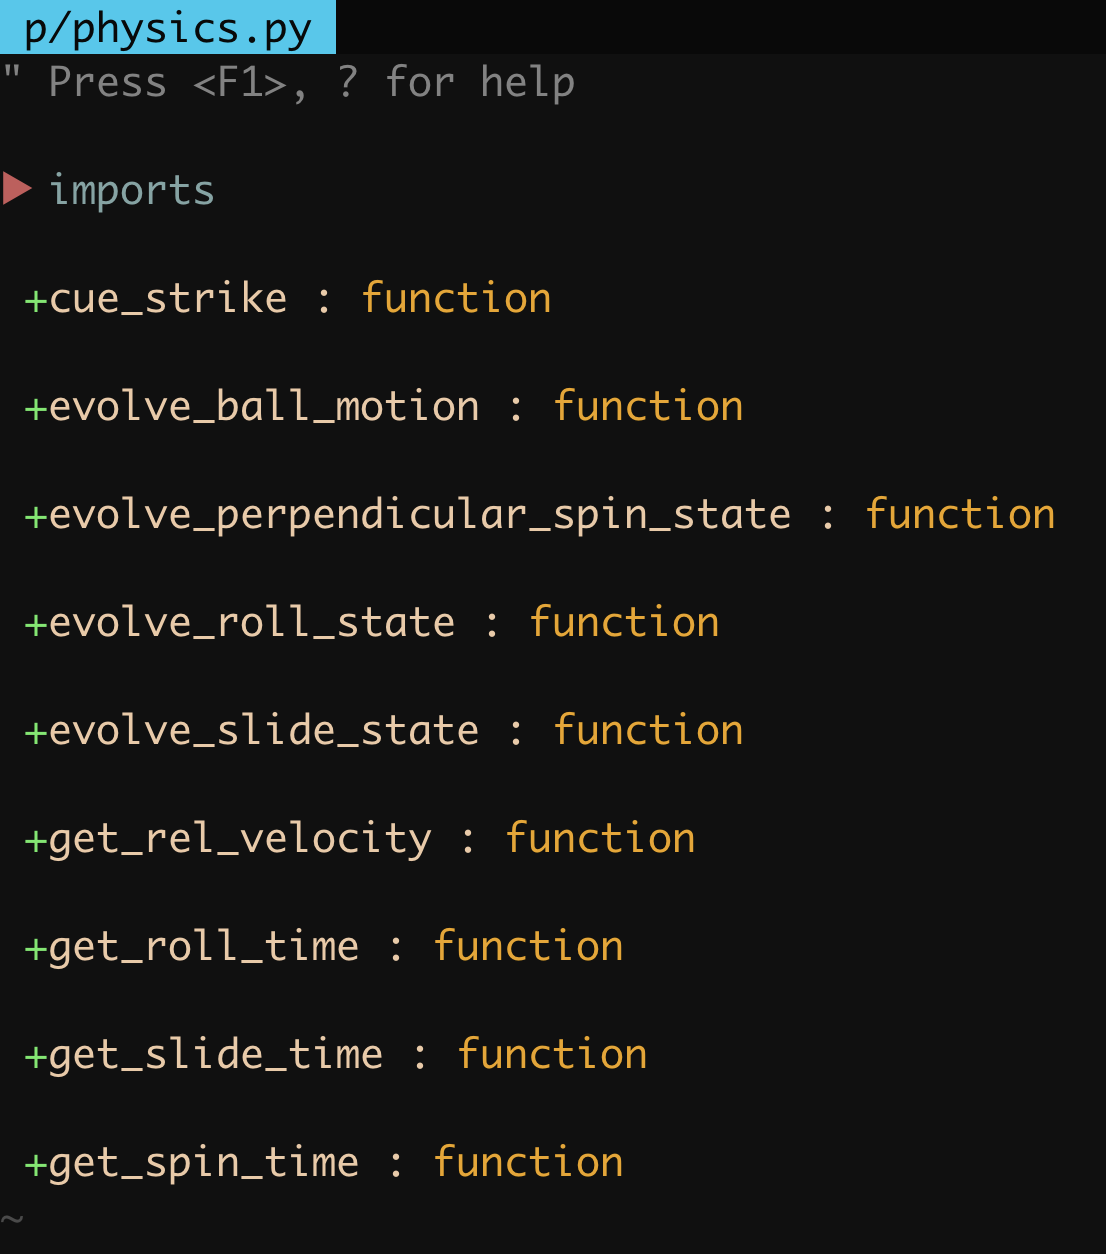 p/physics.py
" Press <F1>, ? for help
▶ imports
+cue_strike : function
+evolve_ball_motion : function
+evolve_perpendicular_spin_state : function
+evolve_roll_state : function
+evolve_slide_state : function
+get_rel_velocity : function
+get_roll_time : function
+get_slide_time : function
+get_spin_time : function
~